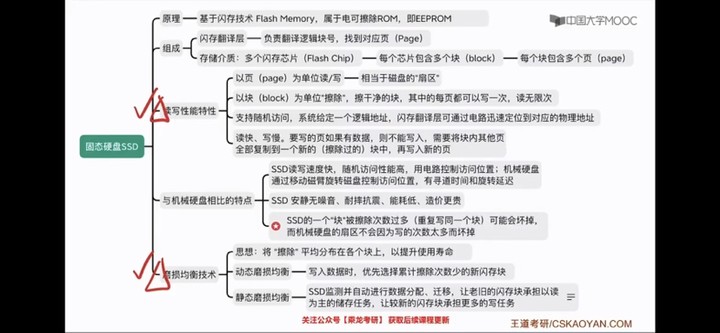 原理
基于闪存技术 Flash Memory，属于电可擦除ROM，即EEPROM
中国大学MOOC
组成
闪存翻译层
负责翻译逻辑块号，找到对应页（Page）
存储介质：多个闪存芯片（Flash Chip）
每个芯片包含多个块（block）
每个块包含多个页（page）
读写性能特性
以页（page）为单位读/写
相当于磁盘的“扇区”
以块（block）为单位“擦除”，擦干净的块，其中的每页都可以写一次，读无限次
支持随机访问，系统给定一个逻辑地址，闪存翻译层可通过电路迅速定位到对应的物理地址
读快、写慢。要写的页如果有数据，则不能写入，需要将块内其他页
全部复制到一个新的（擦除过的）块中，再写入新的页
固态硬盘SSD
与机械硬盘相比的特点
SSD读写速度快，随机访问性能高，用电路控制访问位置；机械硬盘
通过移动磁臂旋转磁盘控制访问位置，有寻道时间和旋转延迟
SSD 安静无噪音、耐摔抗震、能耗低、造价更贵
SSD的一个“块”被擦除次数过多（重复写同一个块）可能会坏掉，
而机械硬盘的扇区不会因为写的次数太多而坏掉
磨损均衡技术
思想：将 “擦除” 平均分布在各个块上，以提升使用寿命
动态磨损均衡
写入数据时，优先选择累计擦除次数少的新闪存块
静态磨损均衡
SSD监测并自动进行数据分配、迁移，让老旧的闪存块承担以读
为主的储存任务，让较新的闪存块承担更多的写任务
关注公众号【乘龙考研】 获取后续课程更新
王道考研/CSKAOYAN.COM